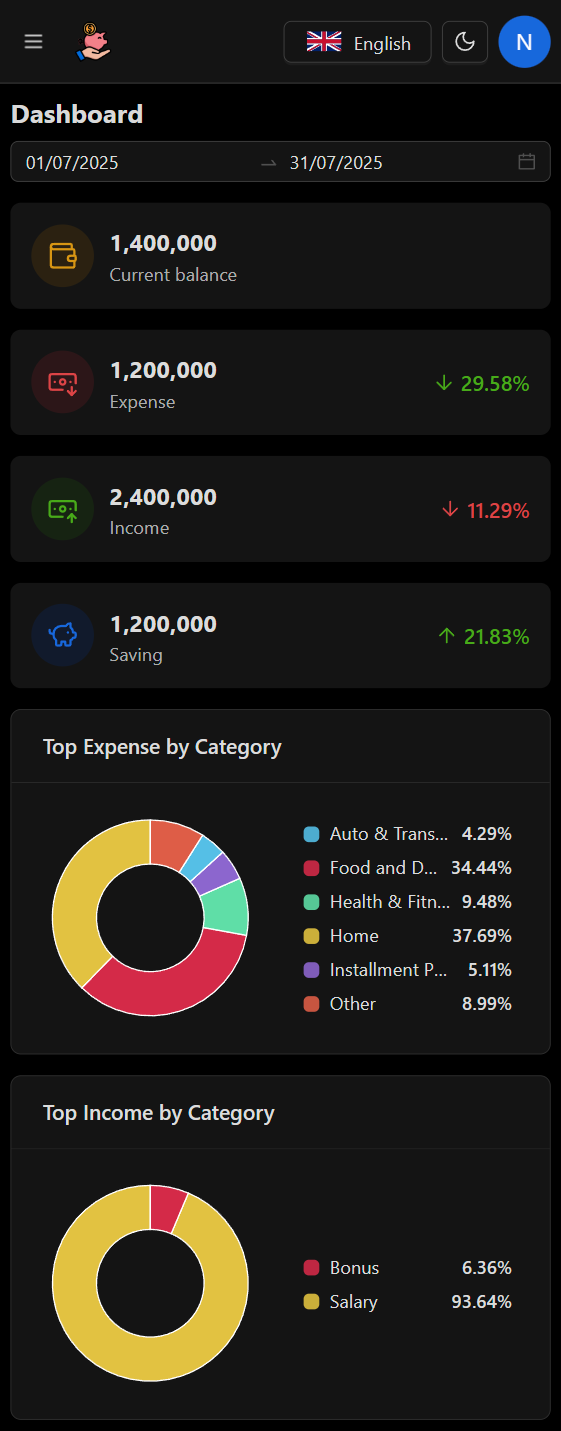 English
N
Dashboard
01/07/2025 → 31/07/2025
1,400,000
Current balance
1,200,000
Expense
↓ 29.58%
2,400,000
Income
↓ 11.29%
1,200,000
Saving
↑ 21.83%
Top Expense by Category
Auto & Trans... 4.29%
Food and D... 34.44%
Health & Fitn... 9.48%
Home 37.69%
Installment P... 5.11%
Other 8.99%
Top Income by Category
Bonus 6.36%
Salary 93.64%